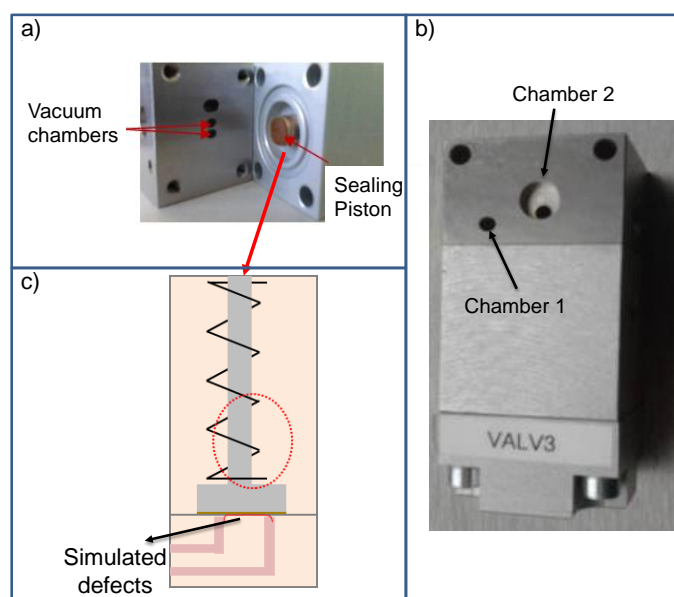 a)
Vacuum
chambers
Sealing
Piston
b)
Chamber 2
Chamber 1
VALV3
c)
Simulated
defects